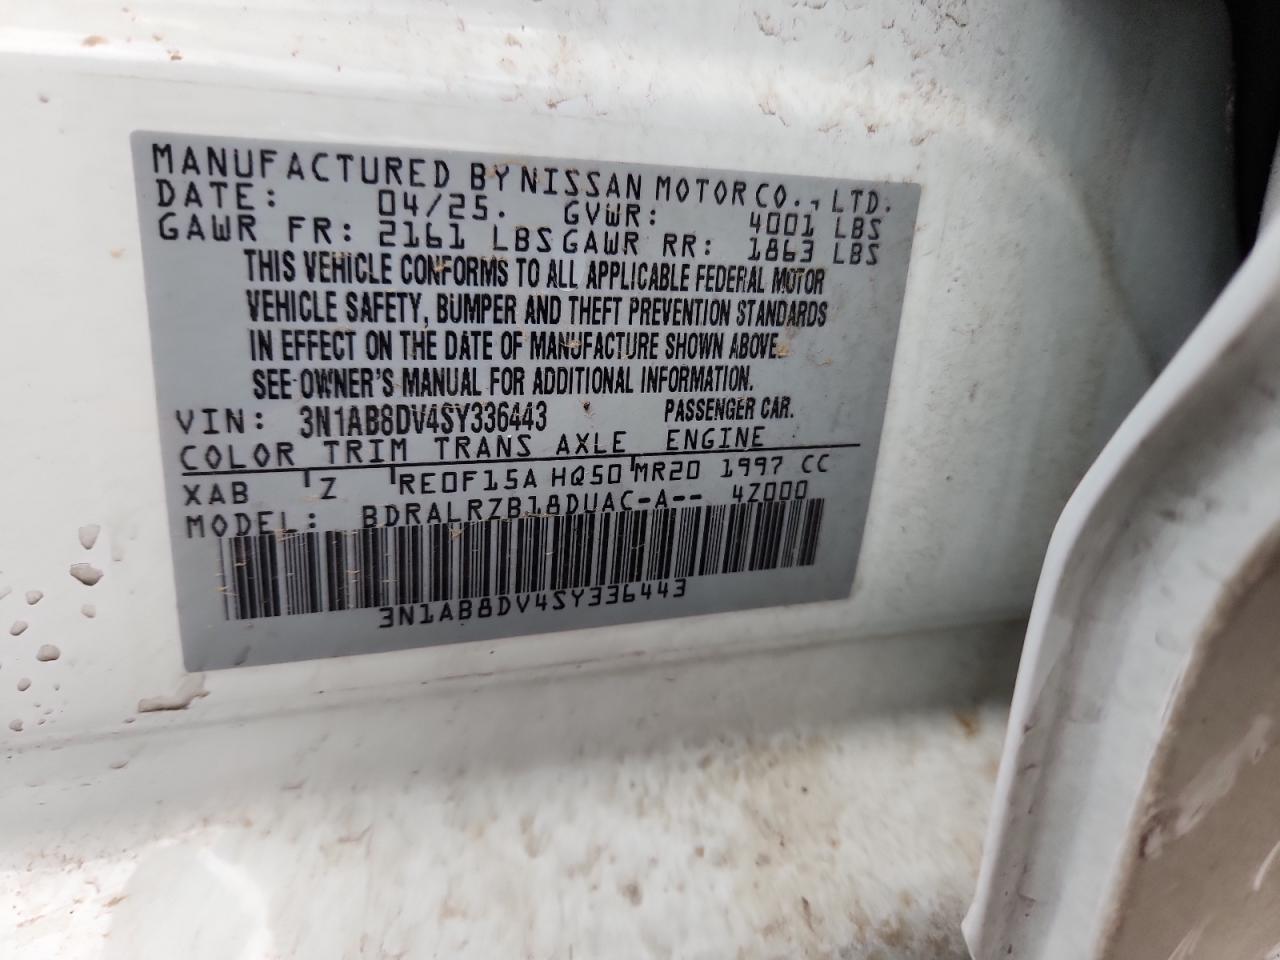 MANUFACTURED BY NISSAN MOTOR CO., LTD.
DATE: 04/25. GVWR: 4001 LBS
GAWR FR: 2161 LBS GAWR RR: 1863 LBS
THIS VEHICLE CONFORMS TO ALL APPLICABLE FEDERAL MOTOR
VEHICLE SAFETY, BUMPER AND THEFT PREVENTION STANDARDS
IN EFFECT ON THE DATE OF MANUFACTURE SHOWN ABOVE.
SEE OWNER'S MANUAL FOR ADDITIONAL INFORMATION.
VIN: 3N1AB8DV4SY336443 PASSENGER CAR.
COLOR TRIM TRANS AXLE ENGINE
XAB Z RE0F15A HQ50 MR20 1997 CC
MODEL: BDRALRZB18DUAC-A-- 4Z000
3N1AB8DV4SY336443